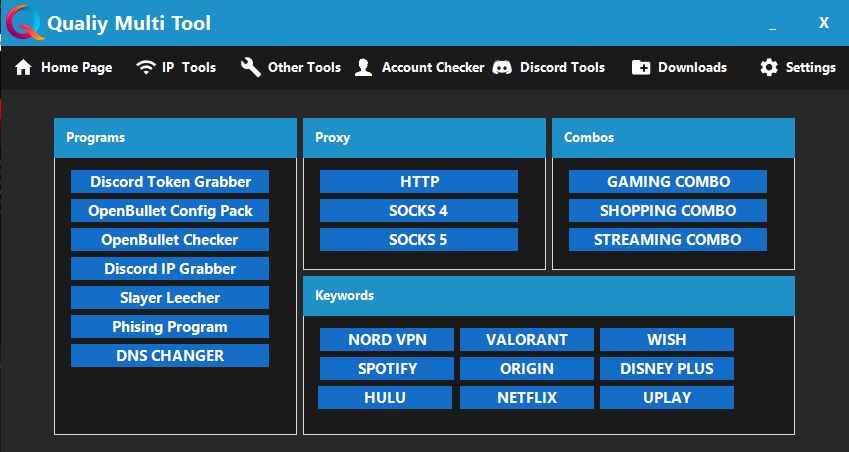 Qualiy Multi Tool
_ X
Home Page IP Tools Other Tools Account Checker Discord Tools Downloads Settings
Programs
Discord Token Grabber
OpenBullet Config Pack
OpenBullet Checker
Discord IP Grabber
Slayer Leecher
Phising Program
DNS CHANGER
Proxy
HTTP
SOCKS 4
SOCKS 5
Combos
GAMING COMBO
SHOPPING COMBO
STREAMING COMBO
Keywords
NORD VPN VALORANT WISH
SPOTIFY ORIGIN DISNEY PLUS
HULU NETFLIX UPLAY